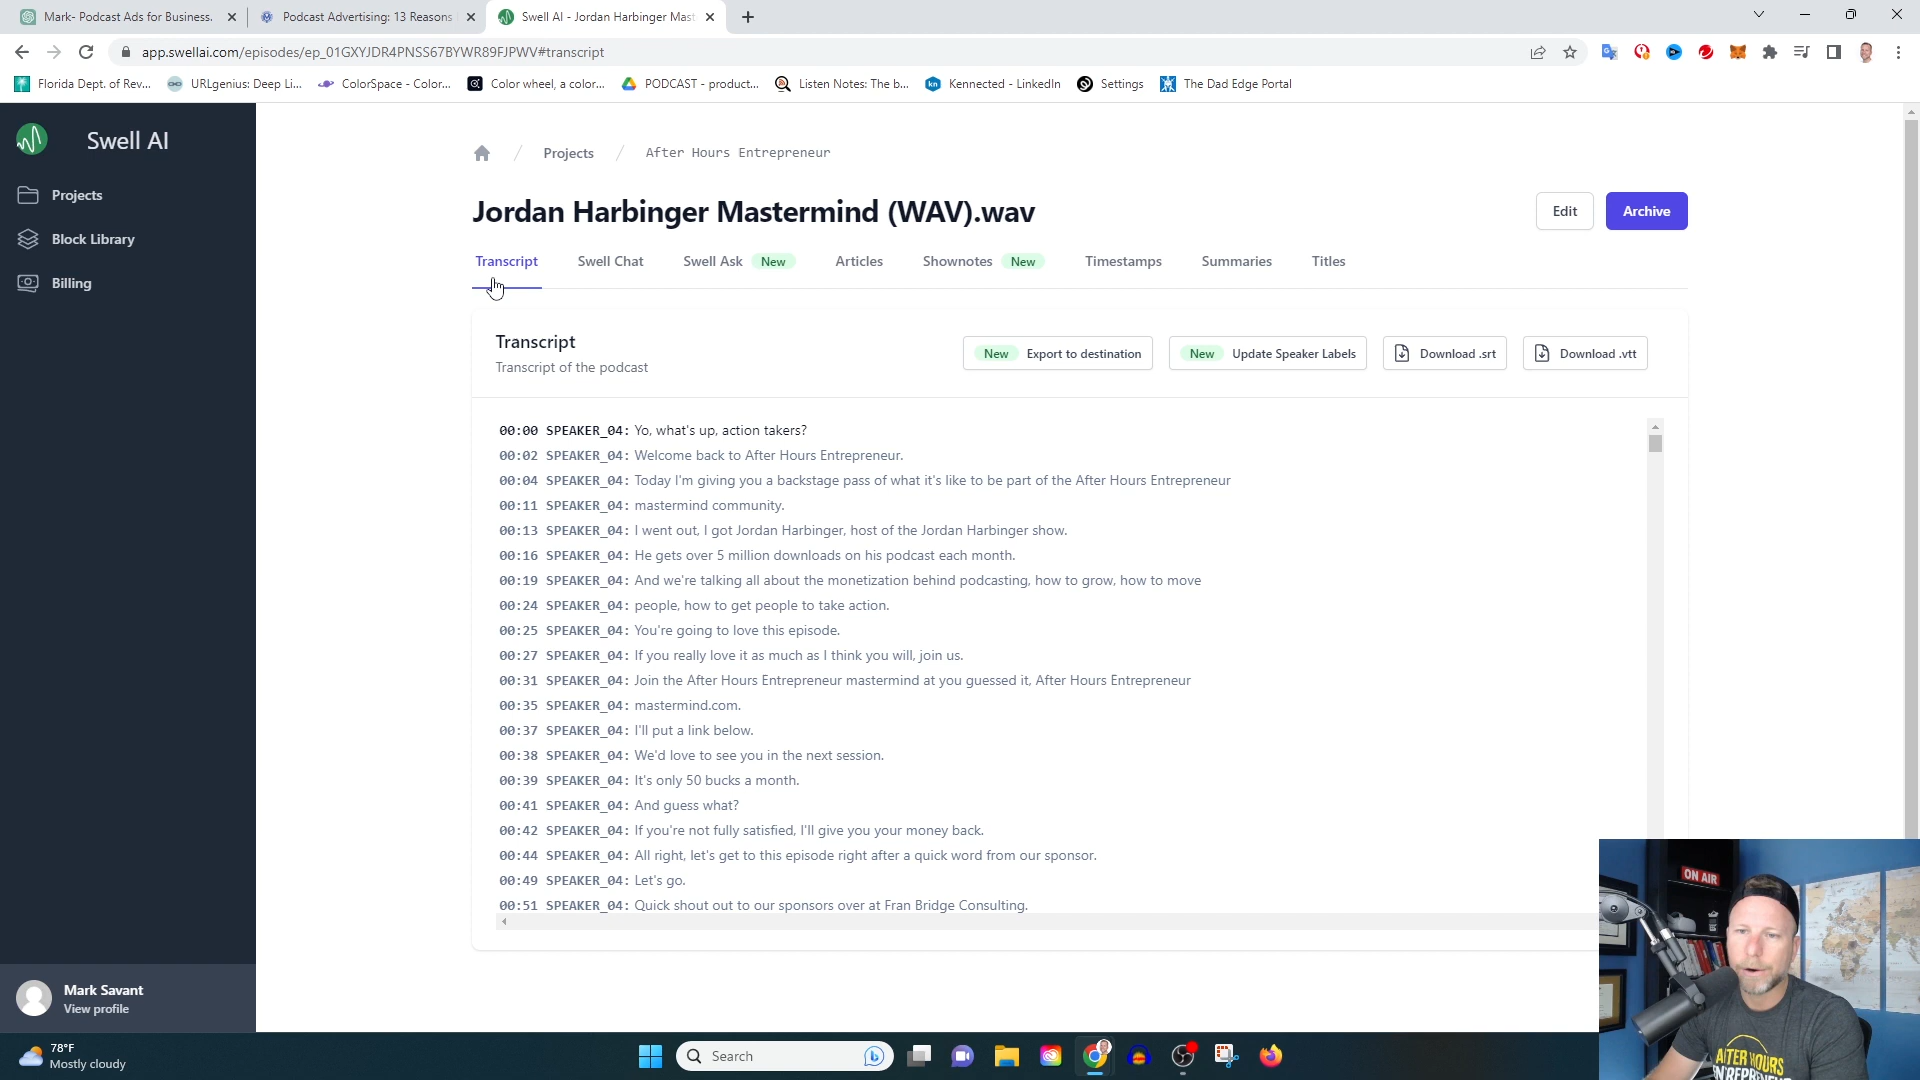 Mark- Podcast Ads for Business.
Podcast Advertising: 13 Reasons
Swell AI - Jordan Harbinger Mast
app.swellai.com/episodes/ep_01GXYJDR4PNSS67BYWR89FJPWV#transcript
Florida Dept. of Rev...
URLgenius: Deep Li...
ColorSpace - Color...
Color wheel, a color...
PODCAST - product...
Listen Notes: The b...
kn
Kennected - LinkedIn
Settings
The Dad Edge Portal
Swell AI
Projects
Block Library
Billing
Projects / After Hours Entrepreneur
Jordan Harbinger Mastermind (WAV).wav
Edit
Archive
Transcript
Swell Chat
Swell Ask New
Articles
Shownotes New
Timestamps
Summaries
Titles
Transcript
Transcript of the podcast
New Export to destination
New Update Speaker Labels
Download .srt
Download .vtt
00:00 SPEAKER_04: Yo, what's up, action takers?
00:02 SPEAKER_04: Welcome back to After Hours Entrepreneur.
00:04 SPEAKER_04: Today I'm giving you a backstage pass of what it's like to be part of the After Hours Entrepreneur
00:11 SPEAKER_04: mastermind community.
00:13 SPEAKER_04: I went out, I got Jordan Harbinger, host of the Jordan Harbinger show.
00:16 SPEAKER_04: He gets over 5 million downloads on his podcast each month.
00:19 SPEAKER_04: And we're talking all about the monetization behind podcasting, how to grow, how to move
00:24 SPEAKER_04: people, how to get people to take action.
00:25 SPEAKER_04: You're going to love this episode.
00:27 SPEAKER_04: If you really love it as much as I think you will, join us.
00:31 SPEAKER_04: Join the After Hours Entrepreneur mastermind at you guessed it, After Hours Entrepreneur
00:35 SPEAKER_04: mastermind.com.
00:37 SPEAKER_04: I'll put a link below.
00:38 SPEAKER_04: We'd love to see you in the next session.
00:39 SPEAKER_04: It's only 50 bucks a month.
00:41 SPEAKER_04: And guess what?
00:42 SPEAKER_04: If you're not fully satisfied, I'll give you your money back.
00:44 SPEAKER_04: All right, let's get to this episode right after a quick word from our sponsor.
00:49 SPEAKER_04: Let's go.
00:51 SPEAKER_04: Quick shout out to our sponsors over at Fran Bridge Consulting.
ON AIR
AFTER HOURS
ENTREPRENEUR
Mark Savant
View profile
78°F
Mostly cloudy
Search